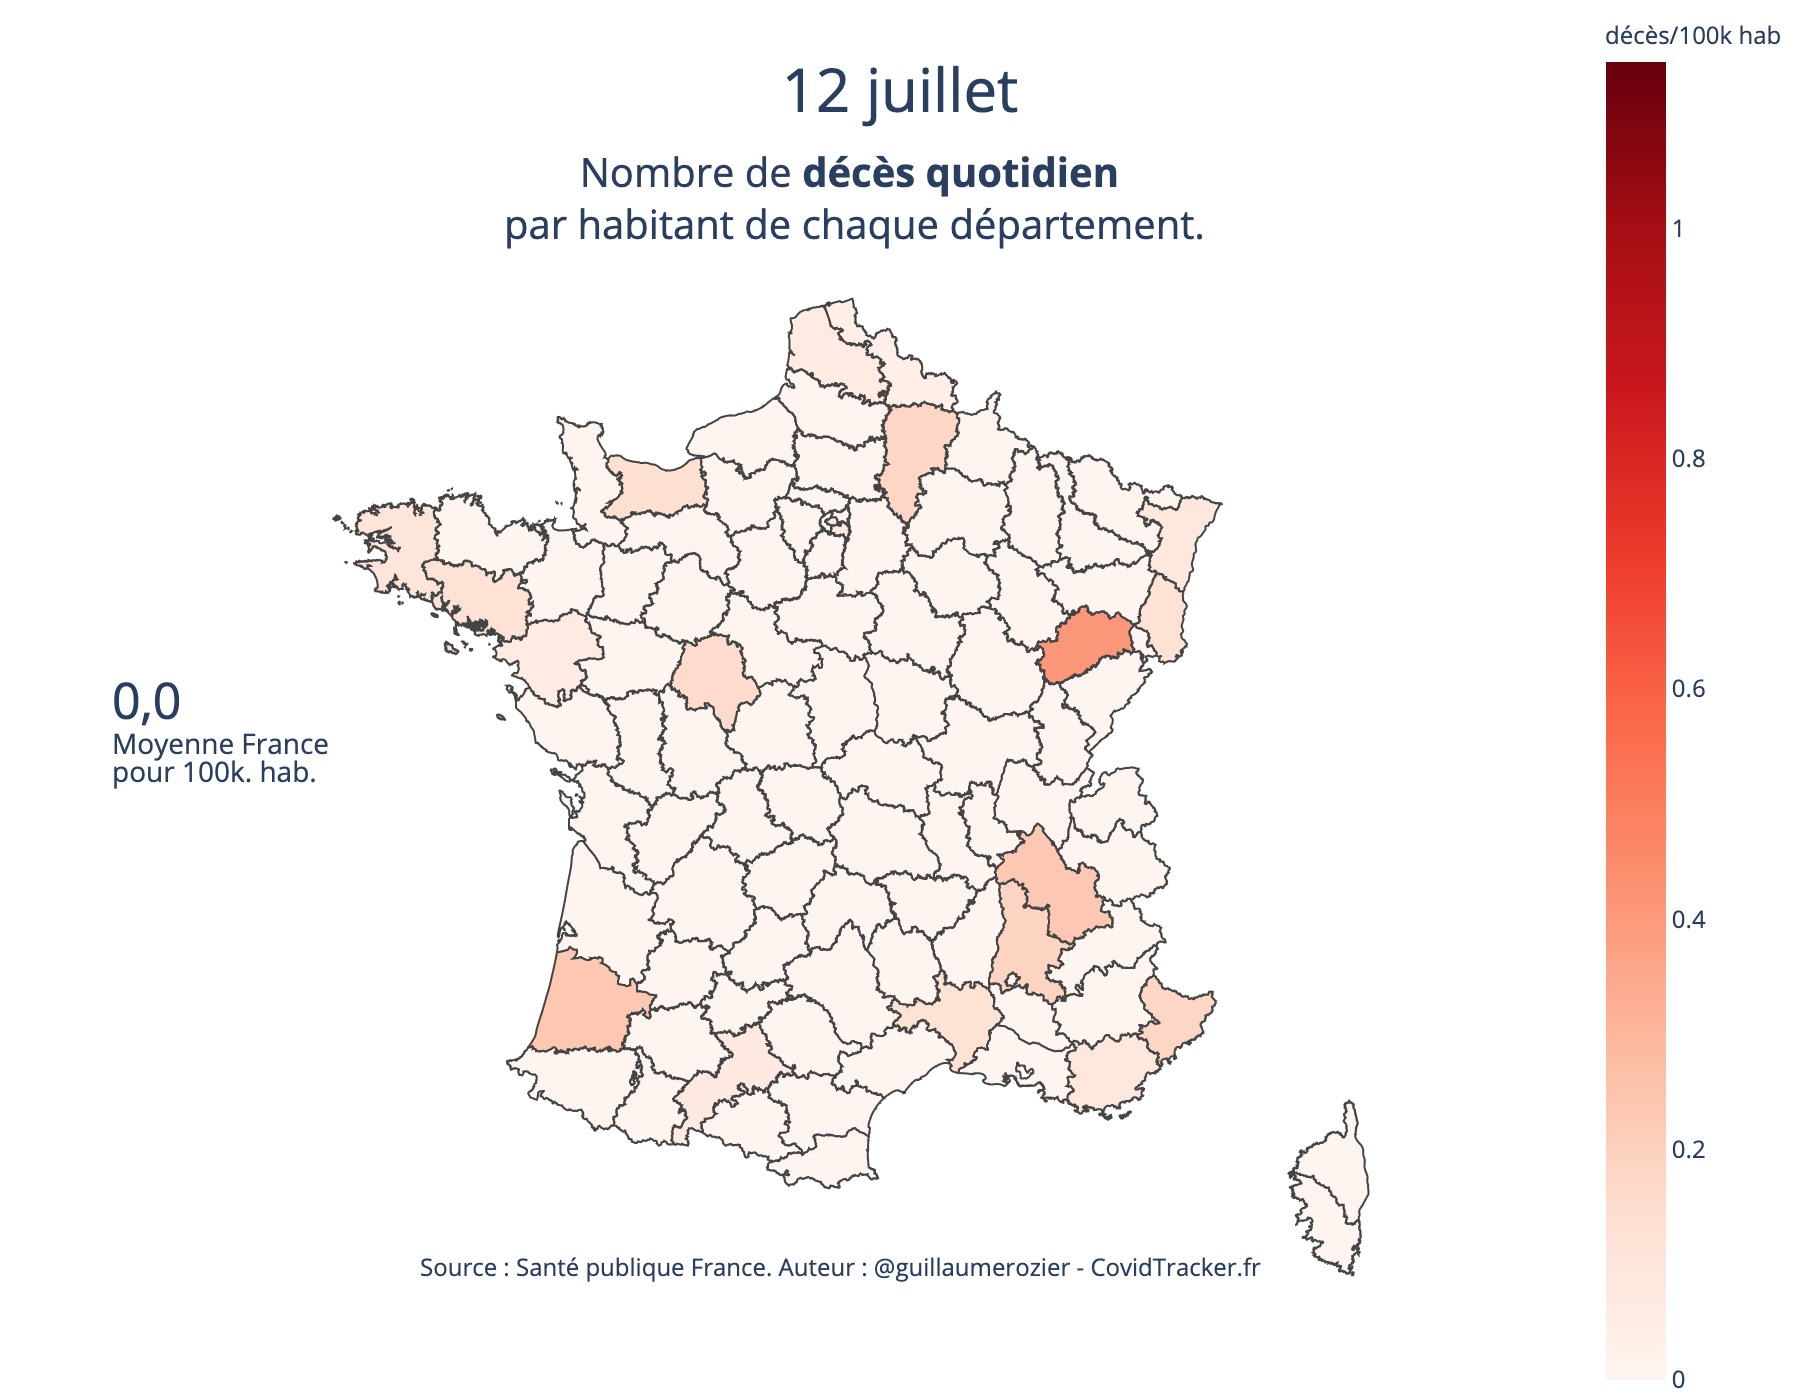 décès/100k hab
12 juillet
Nombre de décès quotidien
par habitant de chaque département.
1
0.8
0.6
0.4
0.2
0
0,0
Moyenne France
pour 100k. hab.
Source : Santé publique France. Auteur : @guillaumerozier - CovidTracker.fr